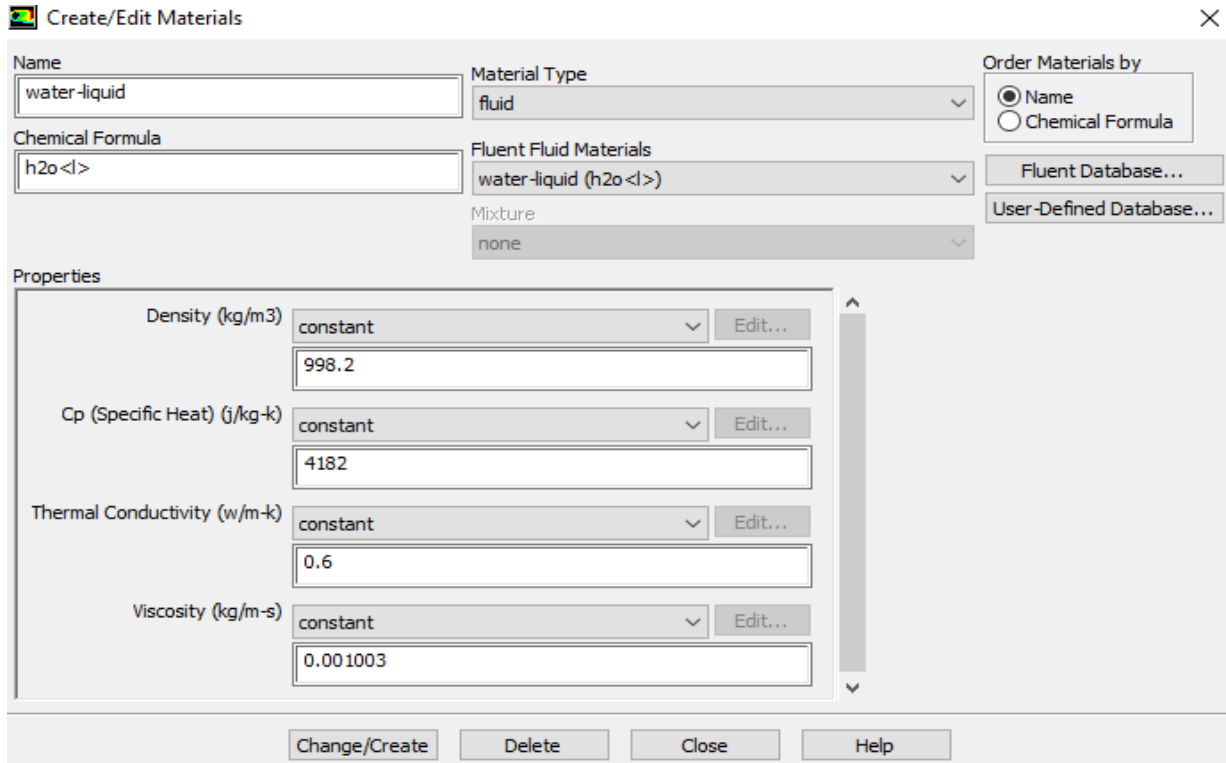 Create/Edit Materials
Name
water-liquid
Chemical Formula
h2o<l>
Material Type
fluid
Fluent Fluid Materials
water-liquid (h2o<l>)
Mixture
none
Order Materials by
Name
Chemical Formula
Fluent Database...
User-Defined Database...
Properties
Density (kg/m3)
constant
Edit...
998.2
Cp (Specific Heat) (j/kg-k)
constant
Edit...
4182
Thermal Conductivity (w/m-k)
constant
Edit...
0.6
Viscosity (kg/m-s)
constant
Edit...
0.001003
Change/Create
Delete
Close
Help